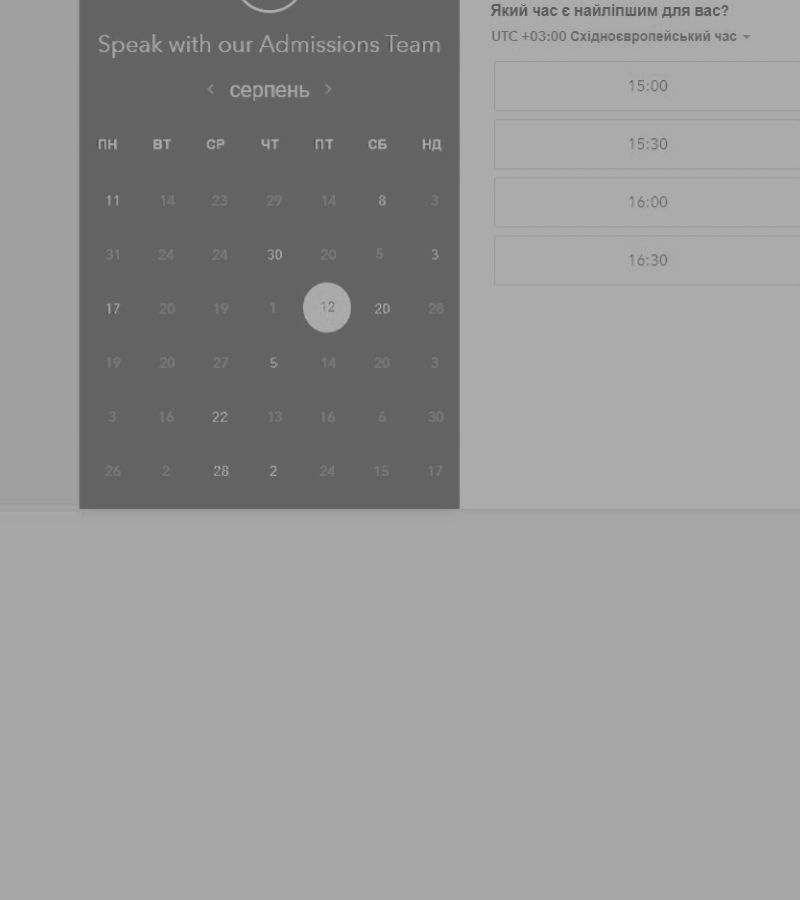 Speak with our Admissions Team
серпень
ПН ВТ СР ЧТ ПТ СБ НД
11 14 23 29 14 8 3
31 24 24 30 20 5 3
17 20 19 1 12 20 28
19 20 27 5 14 20 3
3 16 22 13 16 6 30
26 2 28 2 24 15 17
Який час є найліпшим для вас?
UTC +03:00 Східноєвропейський час
15:00
15:30
16:00
16:30